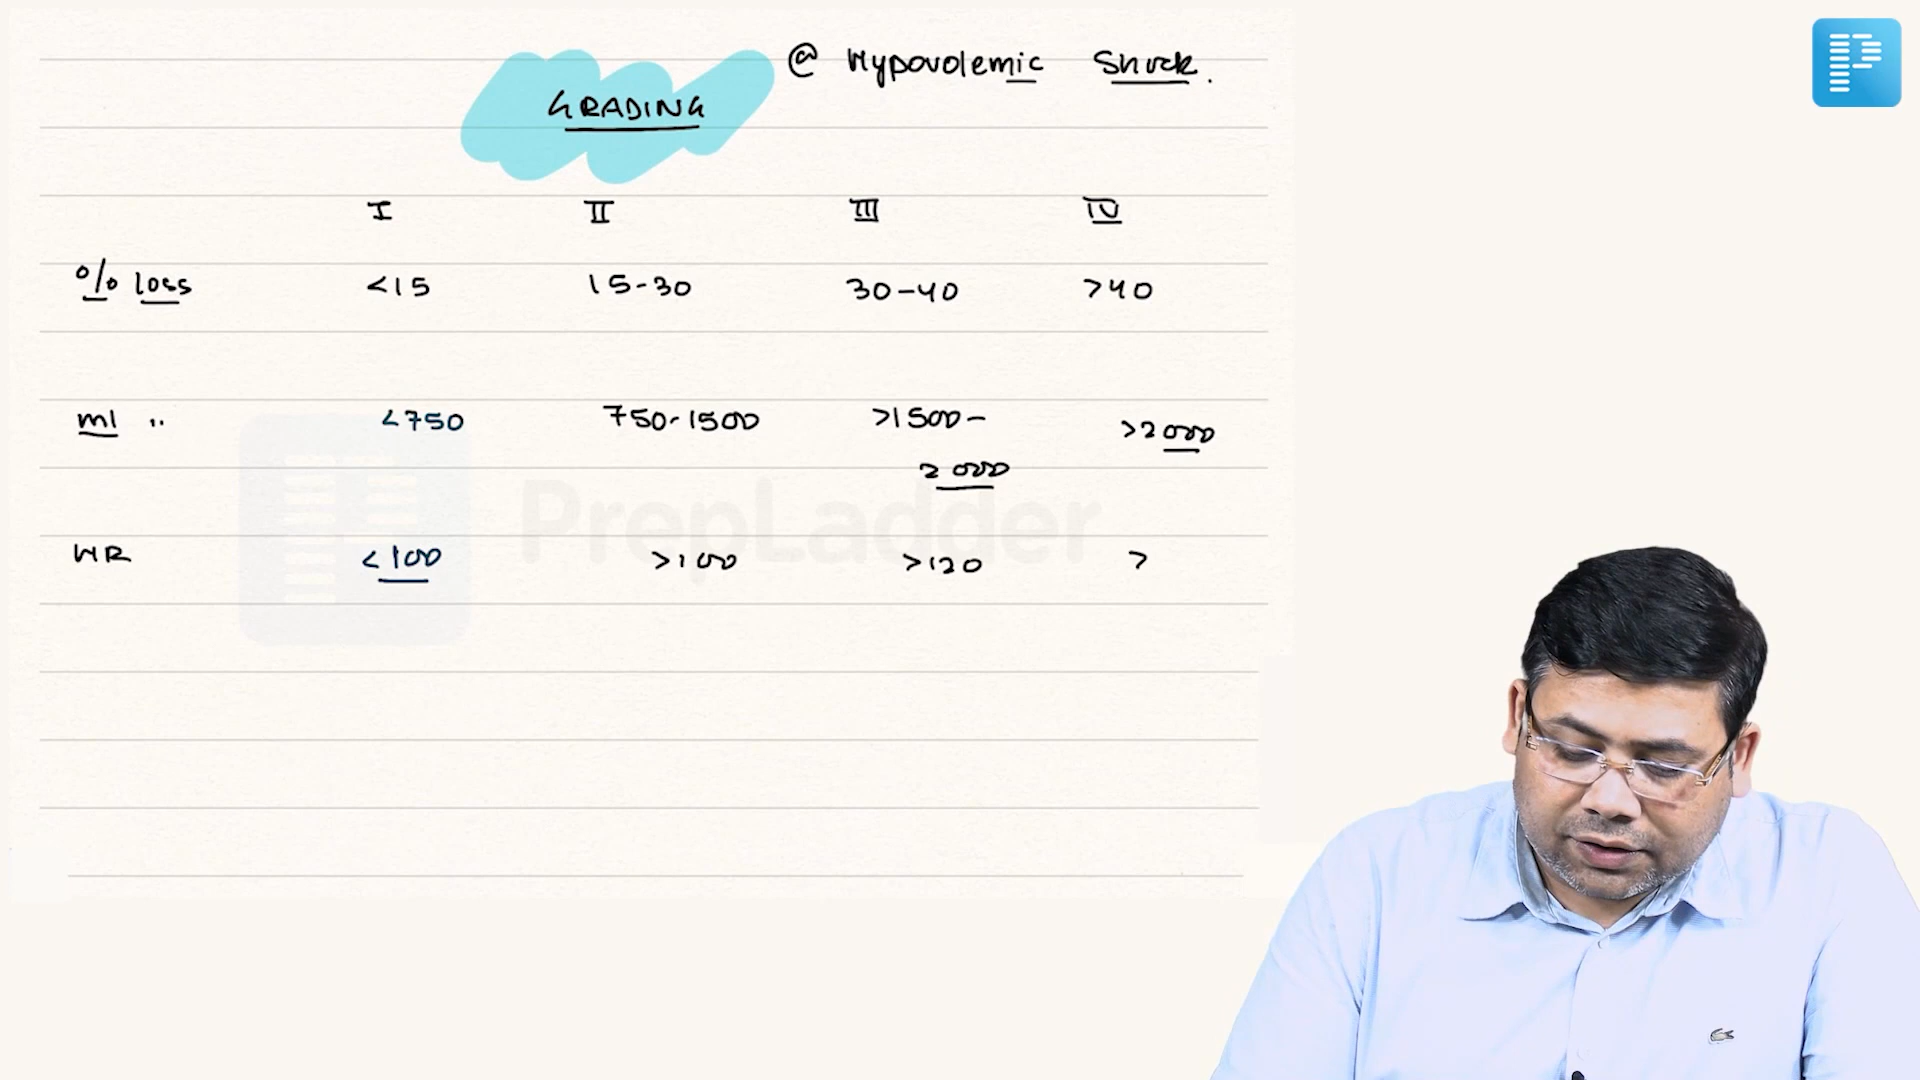 @ Hypovolemic Shock.
GRADING
I II III IV
% loss <15 15-30 30-40 >40
ml " <750 750-1500 >1500- >2000
2000
PrepLadder
HR <100 >100 >120 >